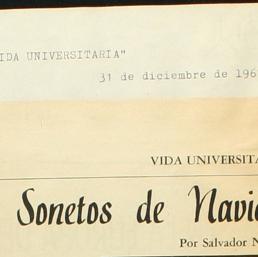 IDA UNIVERSITARIA"
31 de diciembre de 196
VIDA UNIVERSITA
Sonetos de Navid
Por Salvador N